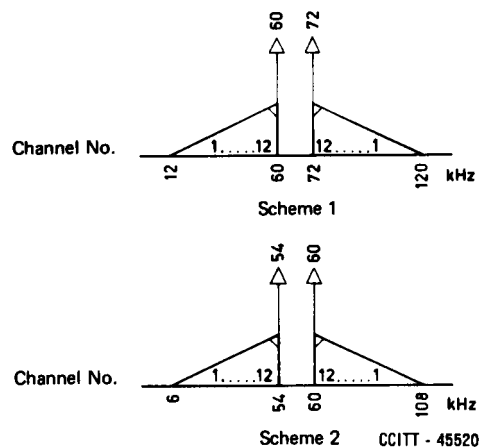 60 72
Channel No. 1.....12 12.....1
12 60 72 120 kHz
Scheme 1
54 60
Channel No. 1.....12 12.....1
6 54 60 108 kHz
Scheme 2 CCITT - 45520